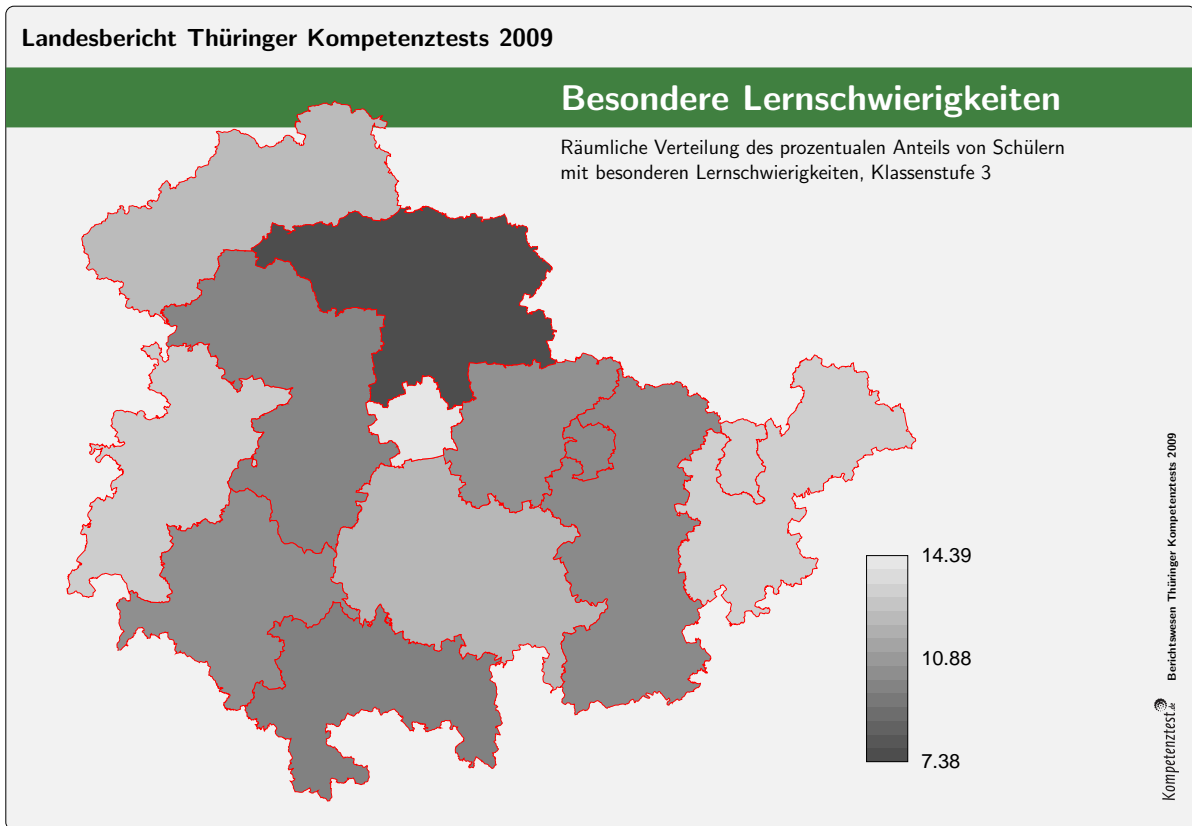 Landesbericht Thüringer Kompetenztests 2009
Besondere Lernschwierigkeiten
Räumliche Verteilung des prozentualen Anteils von Schülern
mit besonderen Lernschwierigkeiten, Klassenstufe 3
14.39
10.88
7.38
Kompetenztest.de Berichtswesen Thüringer Kompetenztests 2009